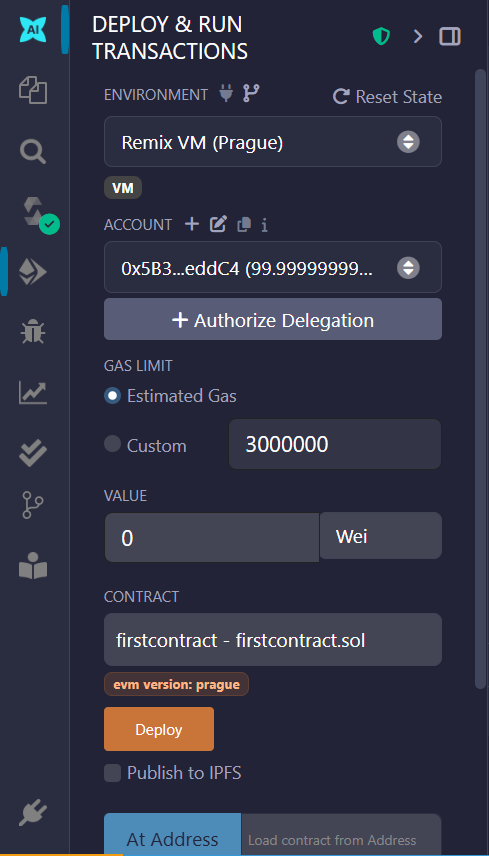 AI
DEPLOY & RUN
TRANSACTIONS
ENVIRONMENT
Reset State
Remix VM (Prague)
VM
ACCOUNT
0x5B3...eddC4 (99.99999999...
+ Authorize Delegation
GAS LIMIT
Estimated Gas
Custom 3000000
VALUE
0 Wei
CONTRACT
firstcontract - firstcontract.sol
evm version: prague
Deploy
Publish to IPFS
At Address Load contract from Address